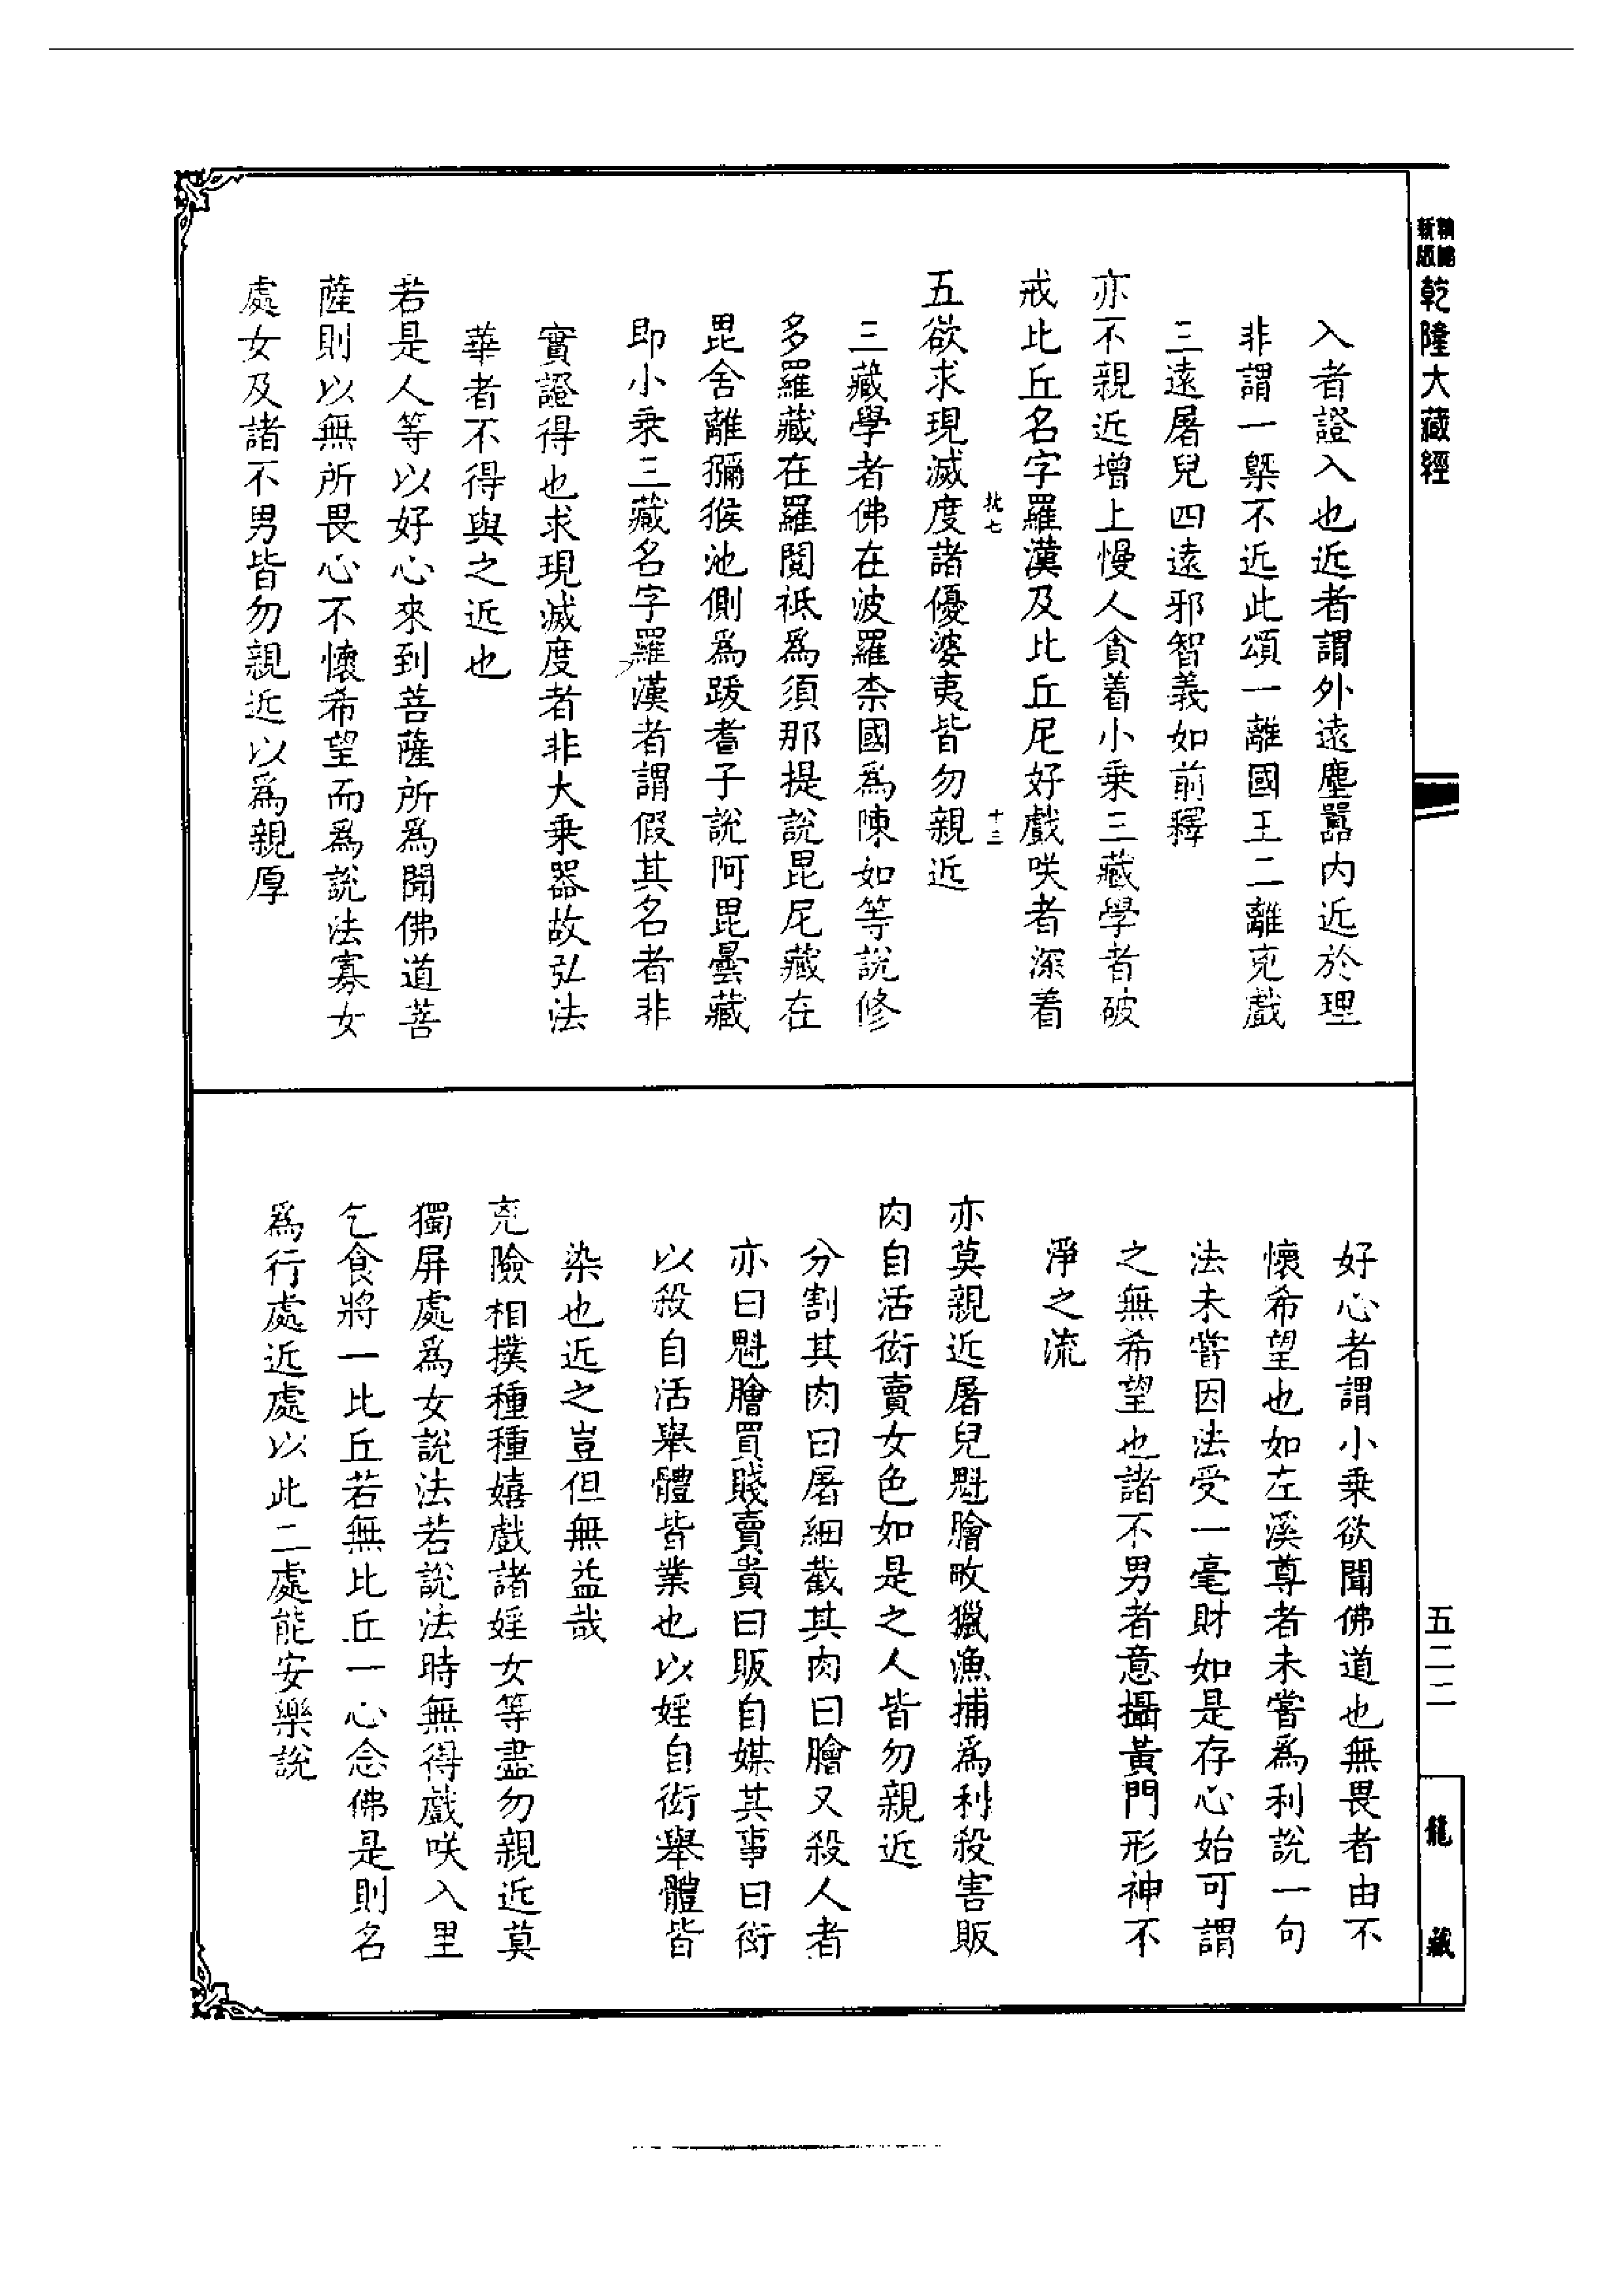 精縮
新版
乾隆大藏經
入者證入也近者謂外遠塵囂內近於理
非謂一槩不近此頌一離國王二離兇戲
三遠屠兒四遠邪智義如前釋
亦不親近增上慢人貪着小乗三藏學者破
戒比丘名字羅漢及比丘尼好戲咲者深着
五欲求現滅度諸優婆夷皆勿親近
三藏學者佛在波羅柰國爲陳如等說修
多羅藏在羅閱祇爲須那提說毘尼藏在
毘舍離獼猴池側爲跋耆子說阿毘曇藏
即小乘三藏名字羅漢者謂假其名者非
實證得也求現滅度者非大乘器故弘法
華者不得與之近也
若是人等以好心來到菩薩所爲聞佛道菩
薩則以無所畏心不懷希望而爲說法寡女
處女及諸不男皆勿親近以爲親厚
十三
好心者謂小乗欲聞佛道也無畏者由不
懷希望也如左溪尊者未嘗爲利說一句
法未嘗因法受一毫財如是存心始可謂
之無希望也諸不男者意攝黃門形神不
淨之流
亦莫親近屠兒魁膾畋獵漁捕爲利殺害販
肉自活衒賣女色如是之人皆勿親近
分割其肉曰屠細截其肉曰膾又殺人者
亦曰魁膾買賤賣貴曰販自媒其事曰衒
以殺自活舉體皆業也以婬自衒舉體皆
染也近之豈但無益哉
兇險相撲種種嬉戲諸婬女等盡勿親近莫
獨屏處爲女說法若說法時無得戲咲入里
乞食將一比丘若無比丘一心念佛是則名
爲行處近處以此二處能安樂說
五二二
龍藏